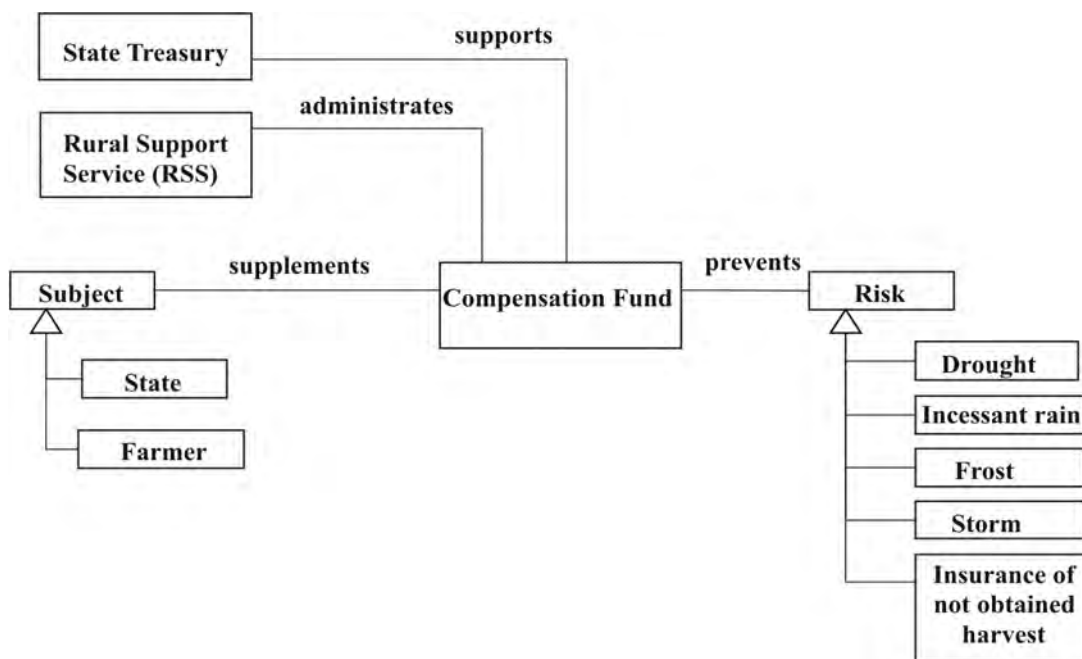 supports
State Treasury
administrates
Rural Support
Service (RSS)
supplements
prevents
Subject
Compensation Fund
Risk
State
Farmer
Drought
Incessant rain
Frost
Storm
Insurance of
not obtained
harvest